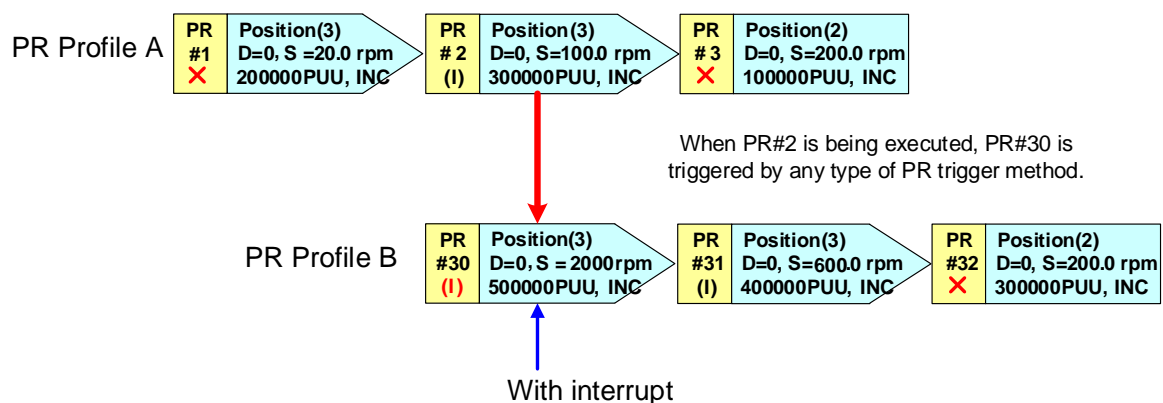 PR Profile A
PR
#1
Position(3)
D=0, S =20.0 rpm
200000PUU, INC
PR
# 2
(I)
Position(3)
D=0, S=100.0 rpm
300000PUU, INC
PR
# 3
Position(2)
D=0, S=200.0 rpm
100000PUU, INC
When PR#2 is being executed, PR#30 is
triggered by any type of PR trigger method.
PR Profile B
PR
#30
(I)
Position(3)
D=0, S = 2000rpm
500000PUU, INC
PR
#31
(I)
Position(3)
D=0, S=600.0 rpm
400000PUU, INC
PR
#32
Position(2)
D=0, S=200.0 rpm
300000PUU, INC
With interrupt